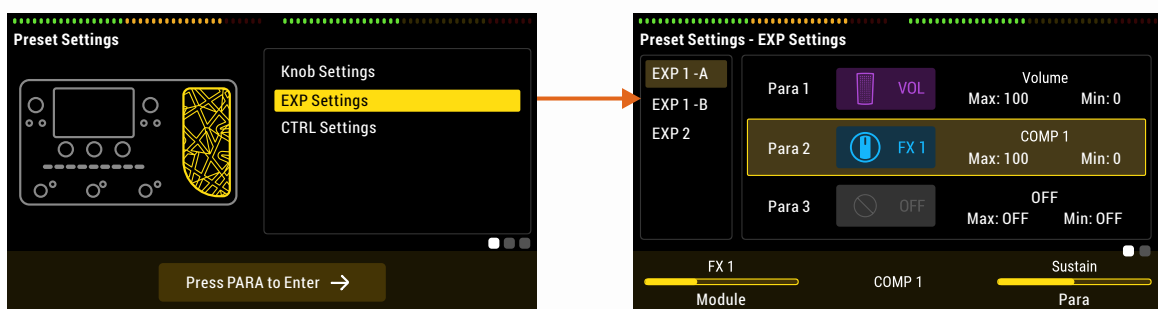 Preset Settings
Knob Settings
EXP Settings
CTRL Settings
Press PARA to Enter →
Preset Settings - EXP Settings
EXP 1 -A
EXP 1 -B
EXP 2
Para 1 VOL Volume
Max: 100 Min: 0
Para 2 FX 1 COMP 1
Max: 100 Min: 0
Para 3 OFF OFF
Max: OFF Min: OFF
FX 1 COMP 1 Sustain
Module Para